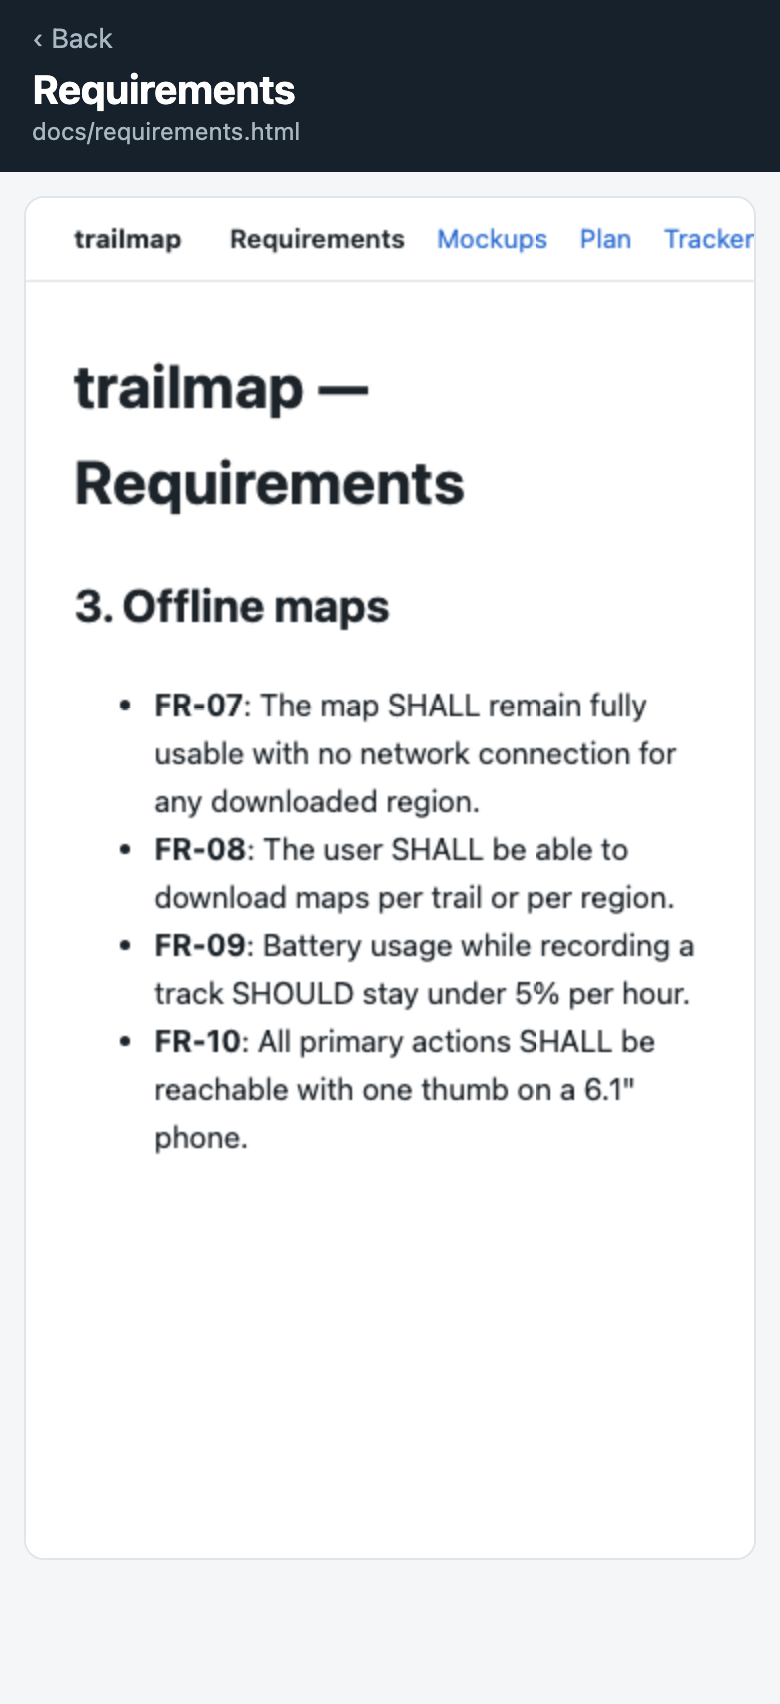 ‹ Back
Requirements
docs/requirements.html
trailmap Requirements Mockups Plan Tracker
trailmap —
Requirements
3. Offline maps
• FR-07: The map SHALL remain fully
usable with no network connection for
any downloaded region.
• FR-08: The user SHALL be able to
download maps per trail or per region.
• FR-09: Battery usage while recording a
track SHOULD stay under 5% per hour.
• FR-10: All primary actions SHALL be
reachable with one thumb on a 6.1"
phone.